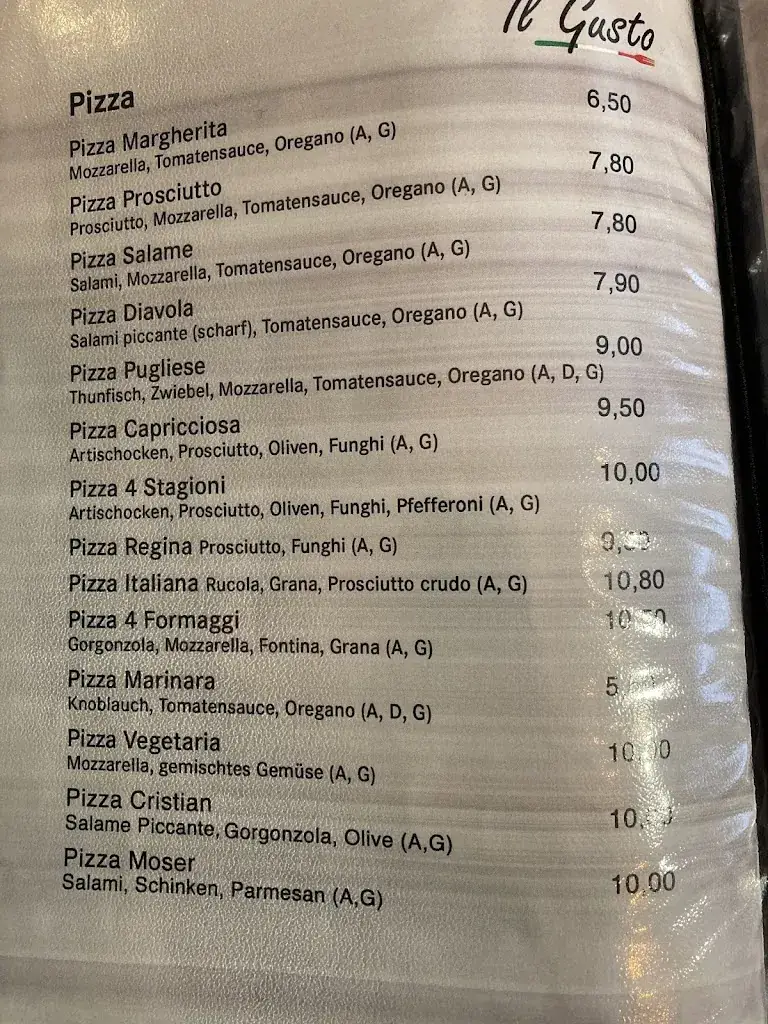 Il Gusto
Pizza
Pizza Margherita 6,50
Mozzarella, Tomatensauce, Oregano (A, G)
Pizza Prosciutto 7,80
Prosciutto, Mozzarella, Tomatensauce, Oregano (A, G)
Pizza Salame 7,80
Salami, Mozzarella, Tomatensauce, Oregano (A, G)
Pizza Diavola 7,90
Salami piccante (scharf), Tomatensauce, Oregano (A, G)
Pizza Pugliese 9,00
Thunfisch, Zwiebel, Mozzarella, Tomatensauce, Oregano (A, D, G)
Pizza Capricciosa 9,50
Artischocken, Prosciutto, Oliven, Funghi (A, G)
Pizza 4 Stagioni 10,00
Artischocken, Prosciutto, Oliven, Funghi, Pfefferoni (A, G)
Pizza Regina Prosciutto, Funghi (A, G)
Pizza Italiana Rucola, Grana, Prosciutto crudo (A, G) 10,80
Pizza 4 Formaggi 10,50
Gorgonzola, Mozzarella, Fontina, Grana (A, G)
Pizza Marinara
Knoblauch, Tomatensauce, Oregano (A, D, G)
Pizza Vegetaria
Mozzarella, gemischtes Gemüse (A, G)
Pizza Cristian
Salame Piccante, Gorgonzola, Olive (A,G)
Pizza Moser 10,00
Salami, Schinken, Parmesan (A,G)